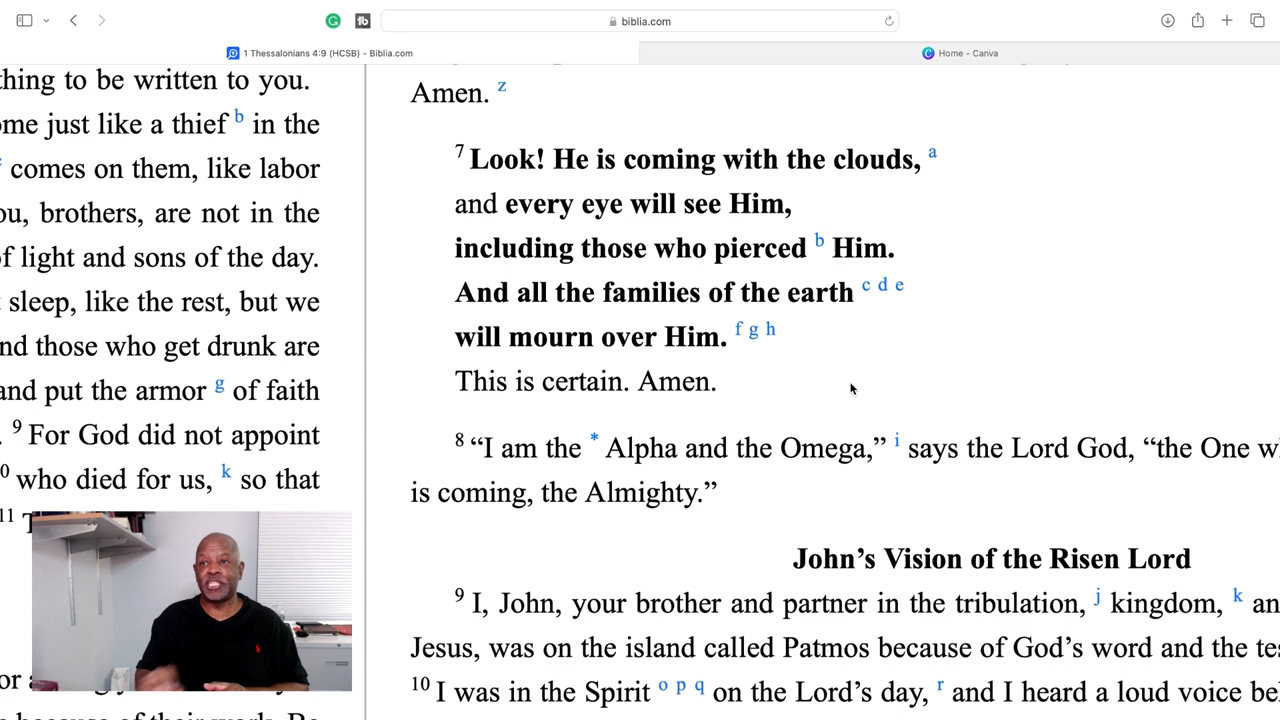 biblia.com
1 Thessalonians 4:9 (HCSB) - Biblia.com
Home - Canva
thing to be written to you.
ome just like a thief b in the
comes on them, like labor
ou, brothers, are not in the
of light and sons of the day.
sleep, like the rest, but we
nd those who get drunk are
and put the armor g of faith
. 9 For God did not appoint
who died for us, k so that
11
or
Amen. z
7 Look! He is coming with the clouds, a
and every eye will see Him,
including those who pierced b Him.
And all the families of the earth c d e
will mourn over Him. f g h
This is certain. Amen.
8 “I am the * Alpha and the Omega,” i says the Lord God, “the One w
is coming, the Almighty.”
John’s Vision of the Risen Lord
9 I, John, your brother and partner in the tribulation, j kingdom, k an
Jesus, was on the island called Patmos because of God’s word and the te
10 I was in the Spirit o p q on the Lord’s day, r and I heard a loud voice be